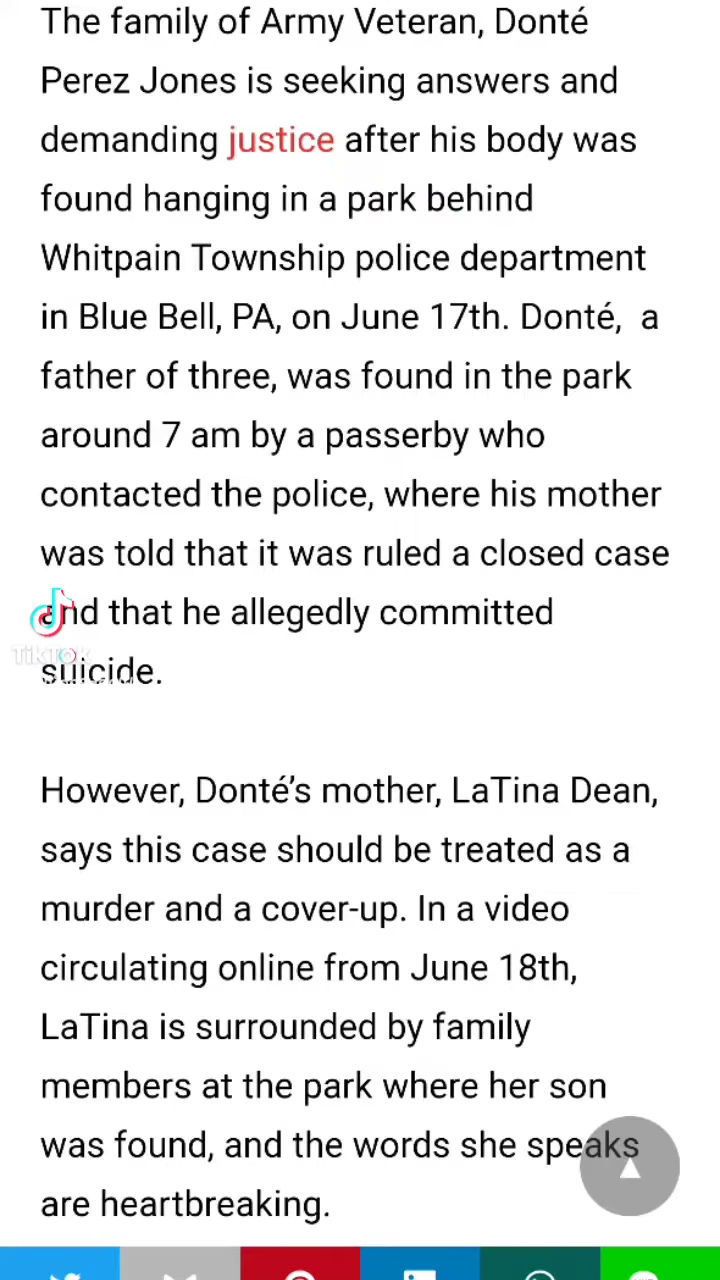 The family of Army Veteran, Donté
Perez Jones is seeking answers and
demanding justice after his body was
found hanging in a park behind
Whitpain Township police department
in Blue Bell, PA, on June 17th. Donté, a
father of three, was found in the park
around 7 am by a passerby who
contacted the police, where his mother
was told that it was ruled a closed case
and that he allegedly committed
TikTok
suicide.
However, Donté’s mother, LaTina Dean,
says this case should be treated as a
murder and a cover-up. In a video
circulating online from June 18th,
LaTina is surrounded by family
members at the park where her son
was found, and the words she speaks
are heartbreaking.